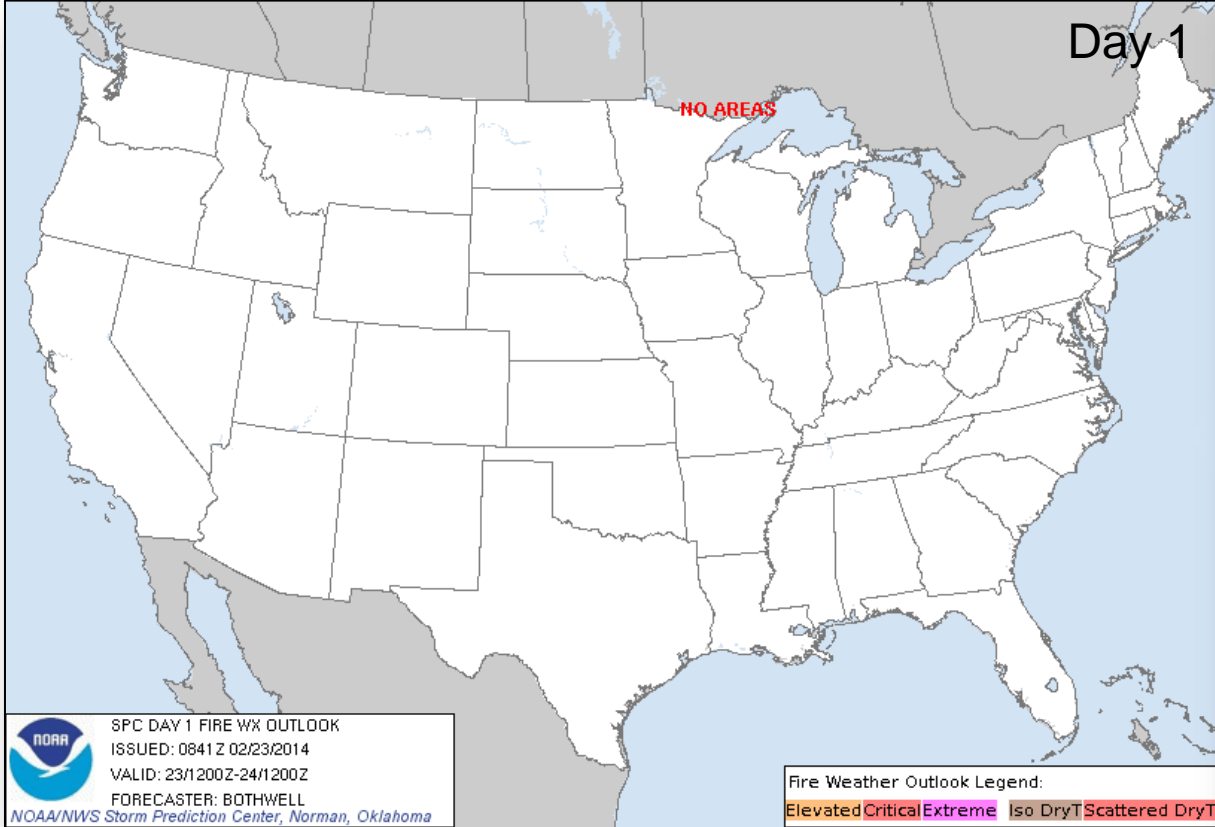 Day 1
NO AREAS
NOAA
SPC DAY 1 FIRE WX OUTLOOK
ISSUED: 0841Z 02/23/2014
VALID: 23/1200Z-24/1200Z
FORECASTER: BOTHWELL
NOAA/NWS Storm Prediction Center, Norman, Oklahoma
Fire Weather Outlook Legend:
Elevated Critical Extreme Iso DryT Scattered DryT